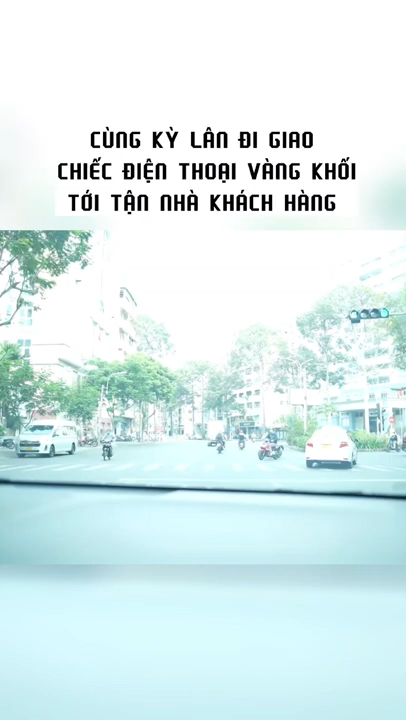 CÙNG KỲ LÂN ĐI GIAO
CHIẾC ĐIỆN THOẠI VÀNG KHỐI
TỚI TẬN NHÀ KHÁCH HÀNG